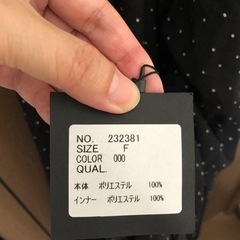 NO. 232381
SIZE F
COLOR 000
QUAL.
本体 ポリエステル 100%
インナー ポリエステル 100%